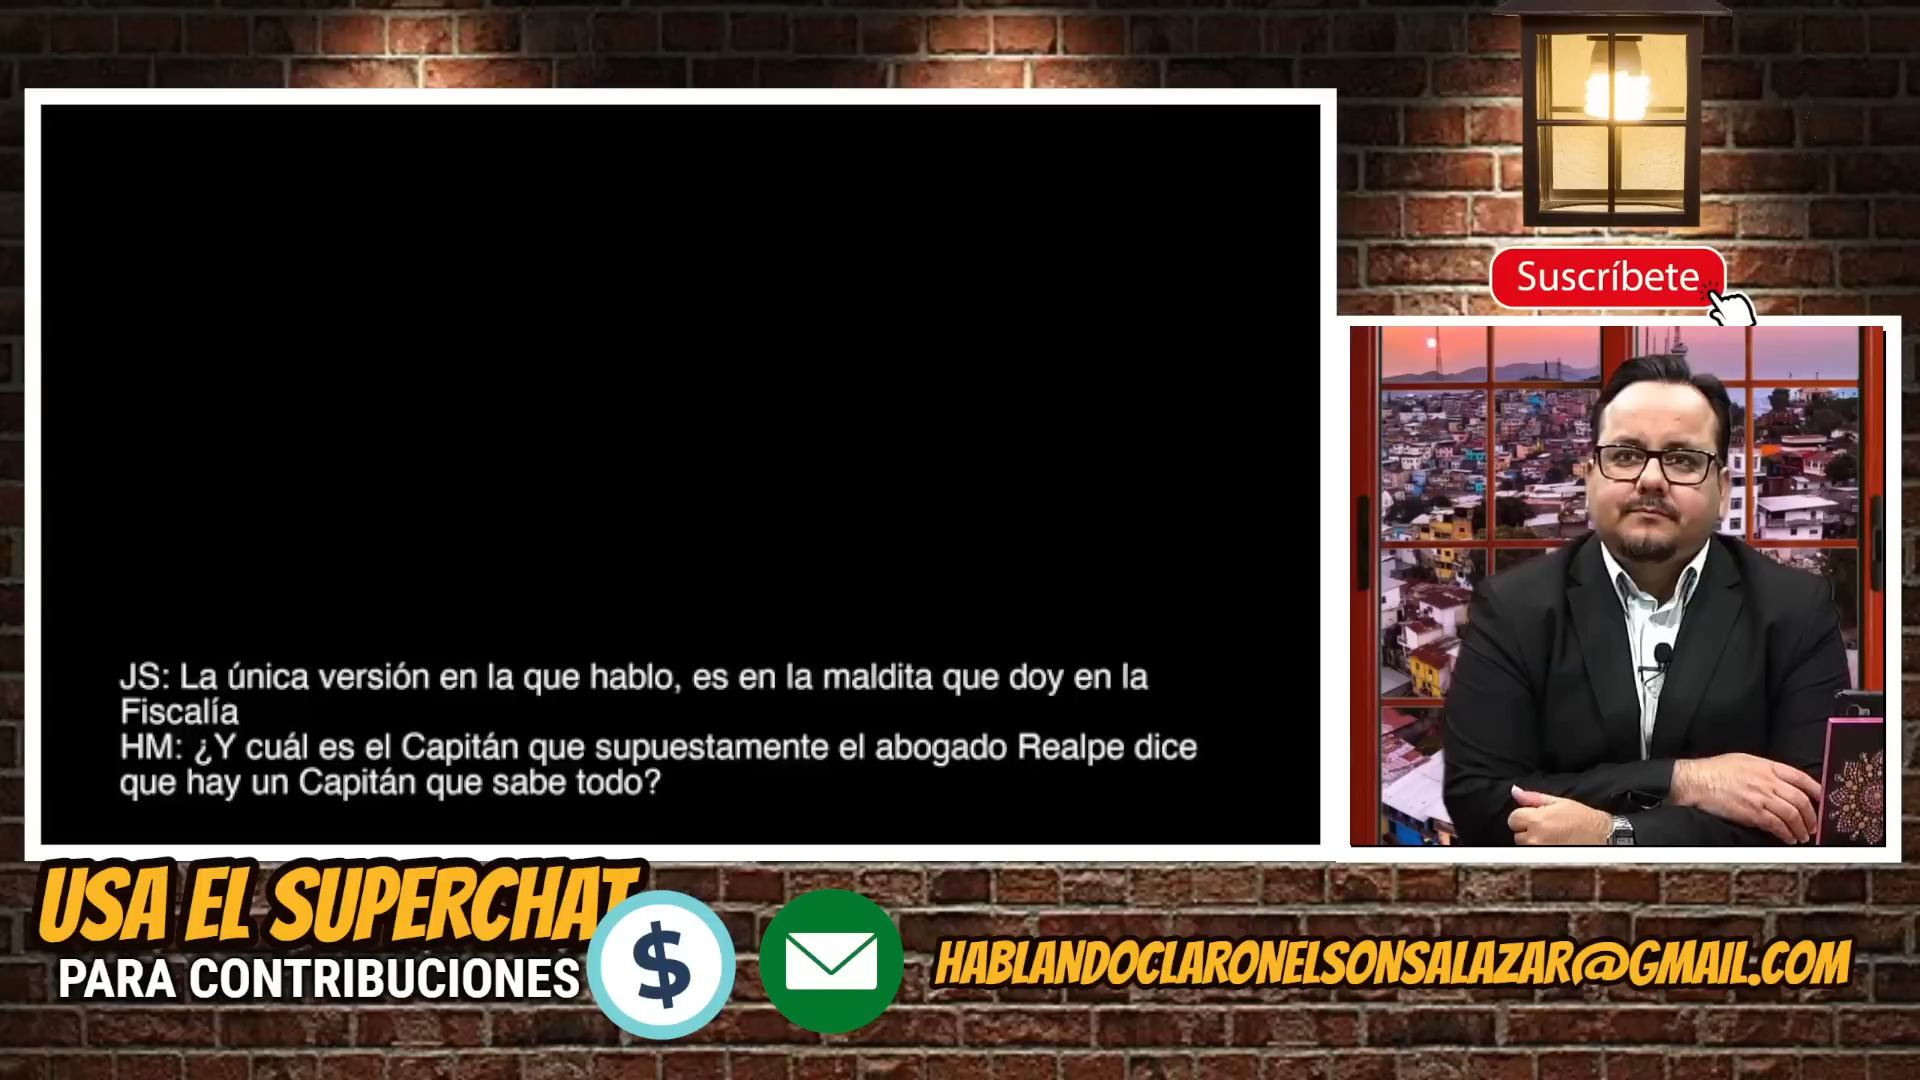 Suscríbete
JS: La única versión en la que hablo, es en la maldita que doy en la
Fiscalía
HM: ¿Y cuál es el Capitán que supuestamente el abogado Realpe dice
que hay un Capitán que sabe todo?
USA EL SUPERCHAT
PARA CONTRIBUCIONES
$
HABLANDOCLARONELSONSALAZAR@GMAIL.COM